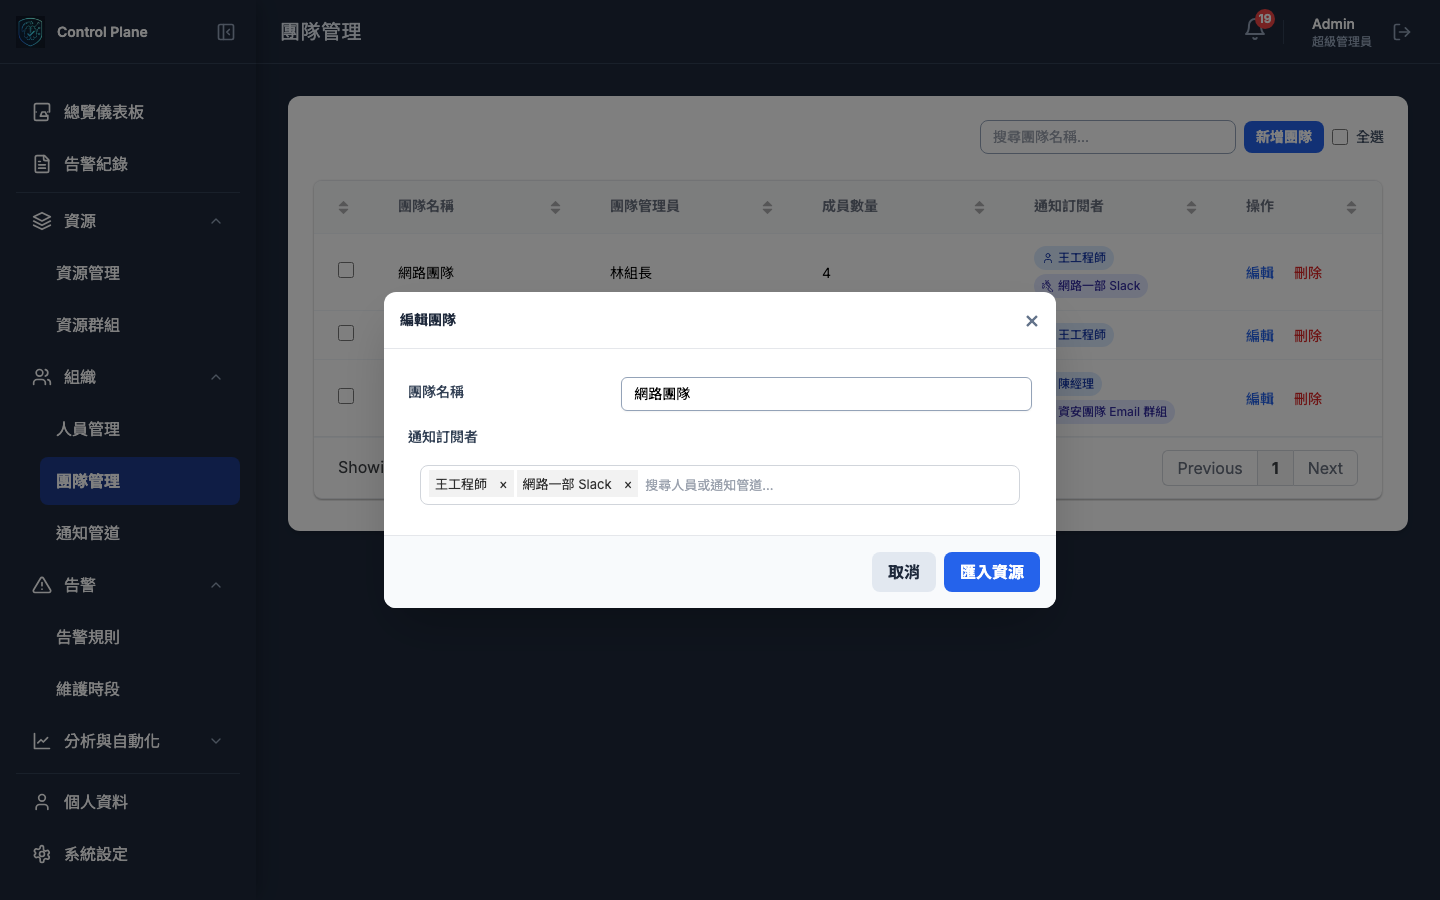 Control Plane
團隊管理
19
Admin
超級管理員
總覽儀表板
告警紀錄
資源
資源管理
資源群組
組織
人員管理
團隊管理
通知管道
告警
告警規則
維護時段
分析與自動化
個人資料
系統設定
搜尋團隊名稱...
新增團隊
全選
團隊名稱 團隊管理員 成員數量 通知訂閱者 操作
網路團隊 林組長 4 王工程師 編輯 刪除
網路一部 Slack
王工程師 編輯 刪除
陳經理 編輯 刪除
資安團隊 Email 群組
Showi
Previous 1 Next
編輯團隊
×
團隊名稱 網路團隊
通知訂閱者
王工程師 × 網路一部 Slack × 搜尋人員或通知管道...
取消 匯入資源